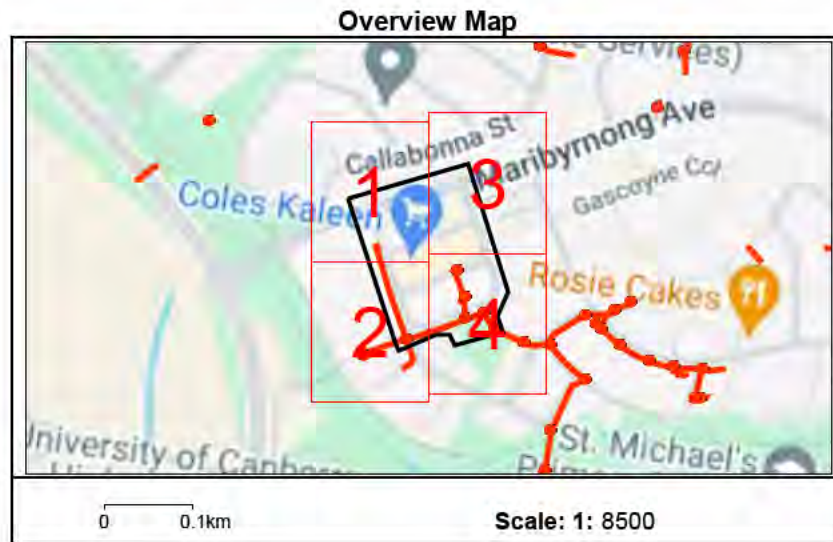 Overview Map
Services)
Callabonna St
Maribyrnong Ave
1
3
Gascoyne Cct
Coles Kaleen
Rosie Cakes
2
4
University of Canberra
St. Michael's
0
0.1km
Scale: 1: 8500